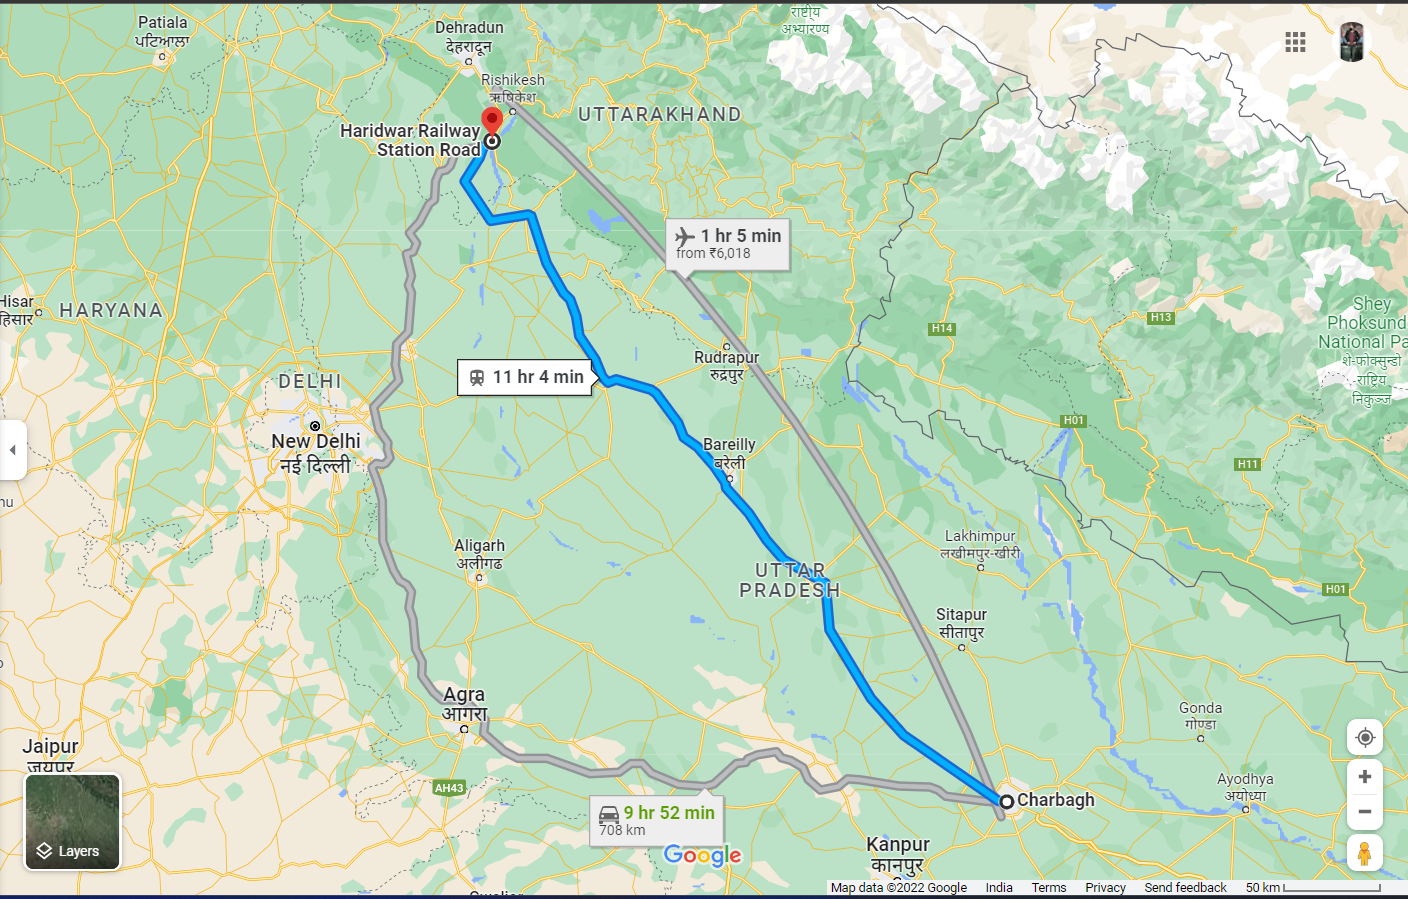 Patiala
पटिआला
Dehradun
देहरादून
राष्ट्रीय
अभ्यारण्य
Rishikesh
ऋषिकेश
UTTARAKHAND
Haridwar Railway
Station Road
1 hr 5 min
from ₹6,018
Hisar
हिसार
HARYANA
H13
H14
Shey
Phoksund
National Pa
शे-फोक्सुन्डो
राष्ट्रिय
निकुञ्ज
Rudrapur
रुद्रपुर
11 hr 4 min
DELHI
New Delhi
नई दिल्ली
H01
Bareilly
बरेली
H11
nu
Lakhimpur
लखीमपुर-खीरी
Aligarh
अलीगढ
UTTAR
PRADESH
H01
Sitapur
सीतापुर
Agra
आगरा
Gonda
गोण्डा
Jaipur
जयपुर
Ayodhya
अयोध्या
AH43
9 hr 52 min
708 km
Charbagh
Layers
Google
Kanpur
कानपुर
Map data ©2022 Google India Terms Privacy Send feedback 50 km